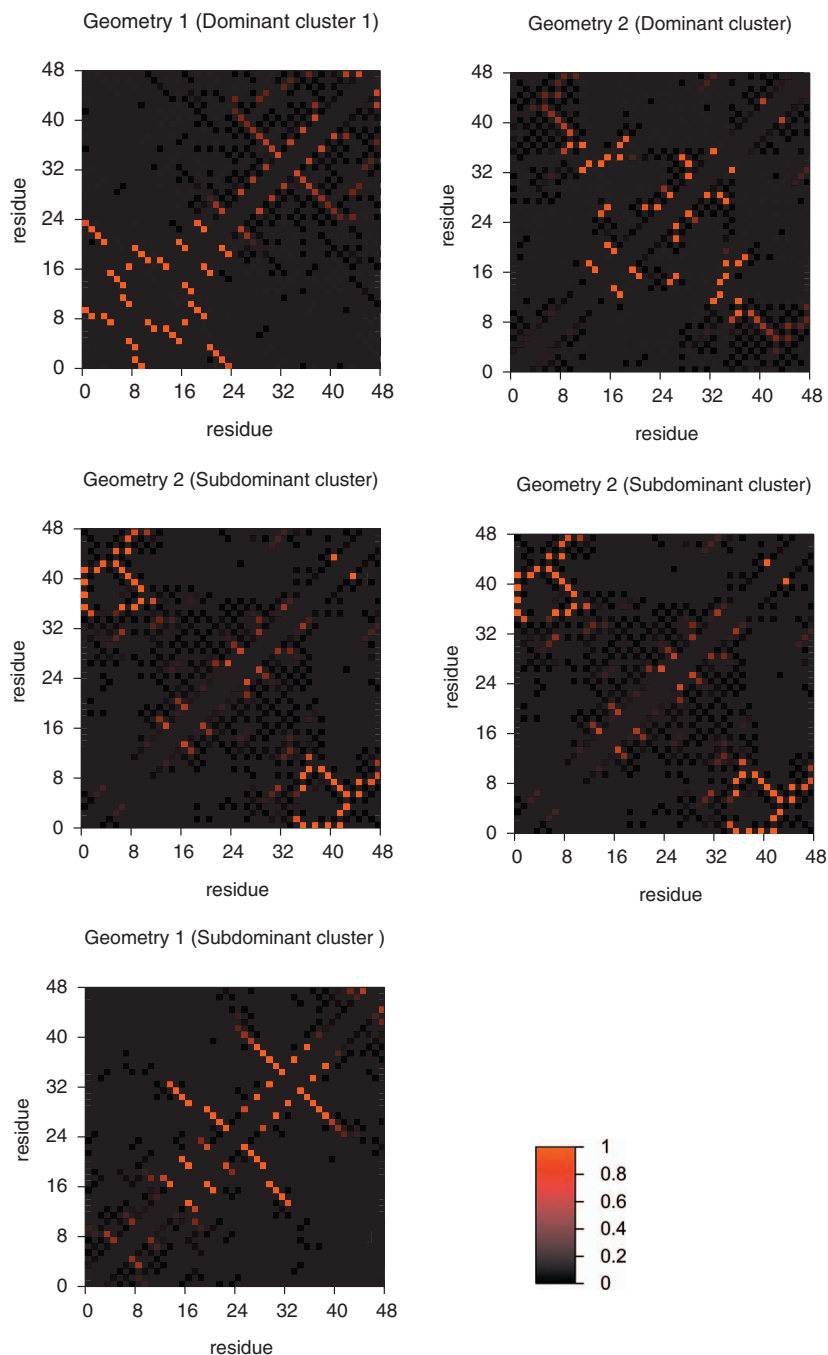 Geometry 1 (Dominant cluster 1)
48
40
32
24
16
8
0
residue
0 8 16 24 32 40 48
residue
Geometry 2 (Dominant cluster)
48
40
32
24
16
8
0
residue
0 8 16 24 32 40 48
residue
Geometry 2 (Subdominant cluster)
48
40
32
24
16
8
0
residue
0 8 16 24 32 40 48
residue
Geometry 2 (Subdominant cluster)
48
40
32
24
16
8
0
residue
0 8 16 24 32 40 48
residue
Geometry 1 (Subdominant cluster )
48
40
32
24
16
8
0
residue
0 8 16 24 32 40 48
residue
1
0.8
0.6
0.4
0.2
0